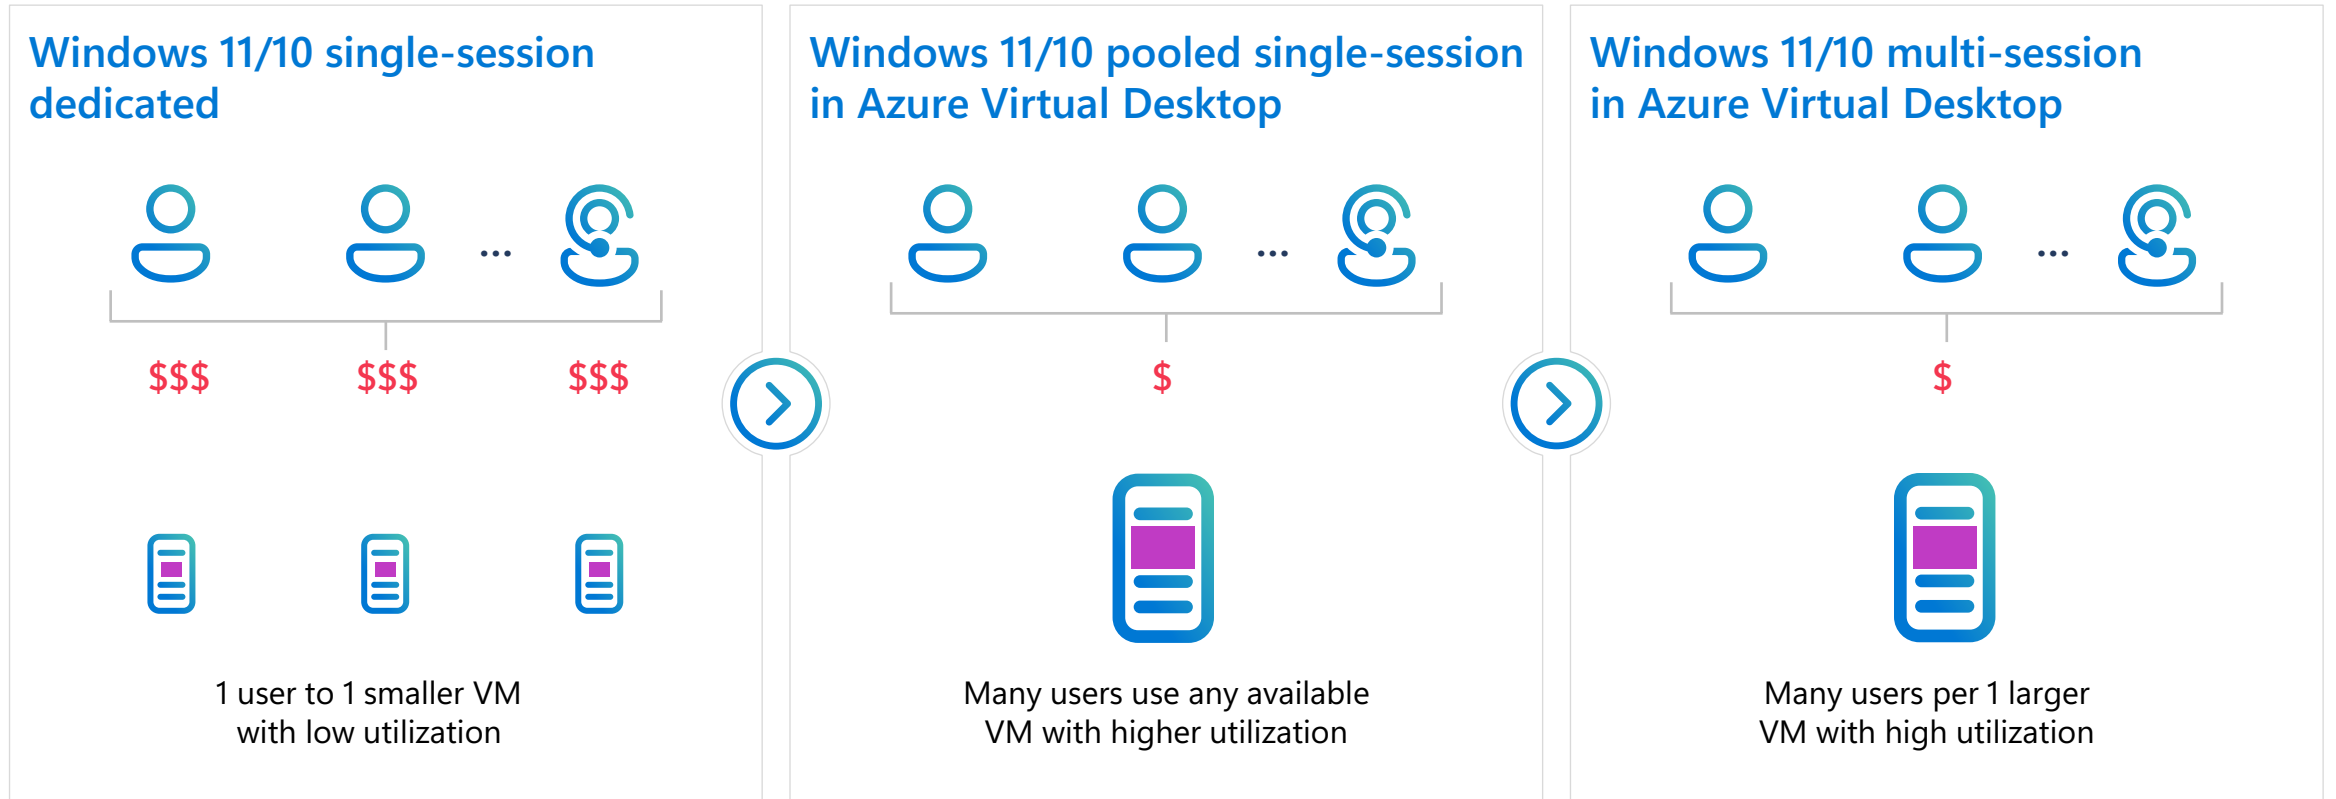 Windows 11/10 single-session
dedicated
...
$$$ $$$ $$$
1 user to 1 smaller VM
with low utilization
Windows 11/10 pooled single-session
in Azure Virtual Desktop
...
$
Many users use any available
VM with higher utilization
Windows 11/10 multi-session
in Azure Virtual Desktop
...
$
Many users per 1 larger
VM with high utilization